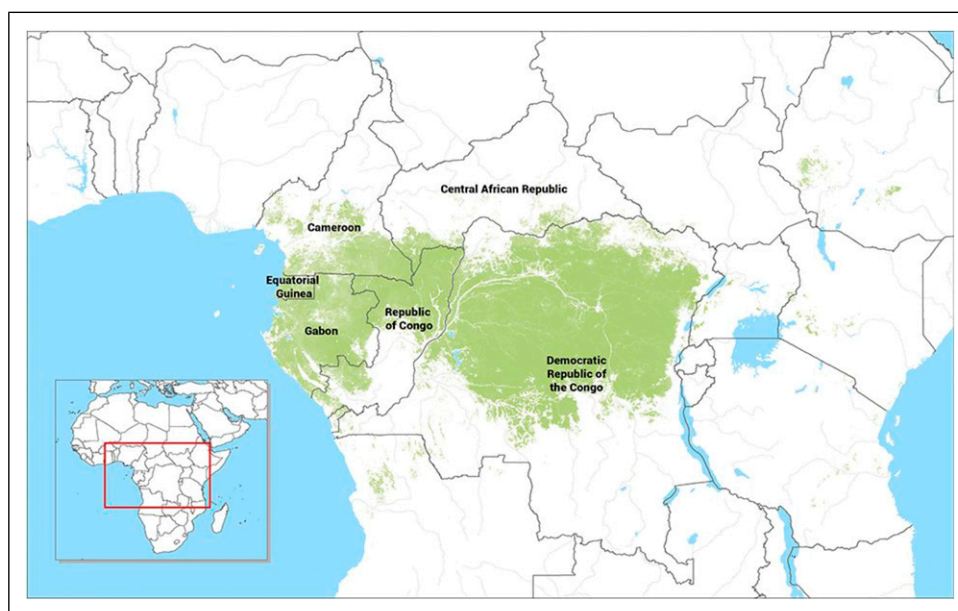 Central African Republic
Cameroon
Equatorial
Guinea
Gabon
Republic
of Congo
Democratic
Republic of
the Congo